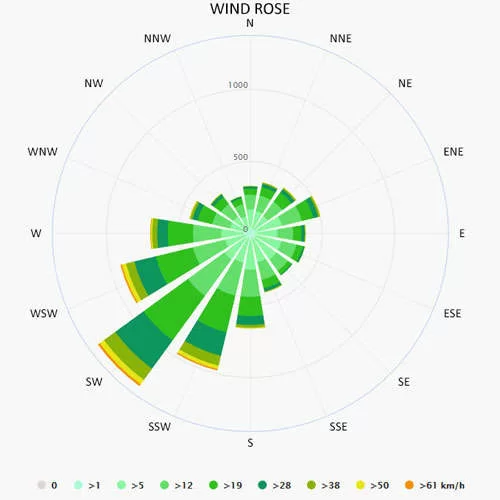 WIND ROSE
N
NNW
NNE
NW
NE
1000
WNW
ENE
500
W
0
E
WSW
ESE
SW
SE
SSW
SSE
S
0 >1 >5 >12 >19 >28 >38 >50 >61 km/h